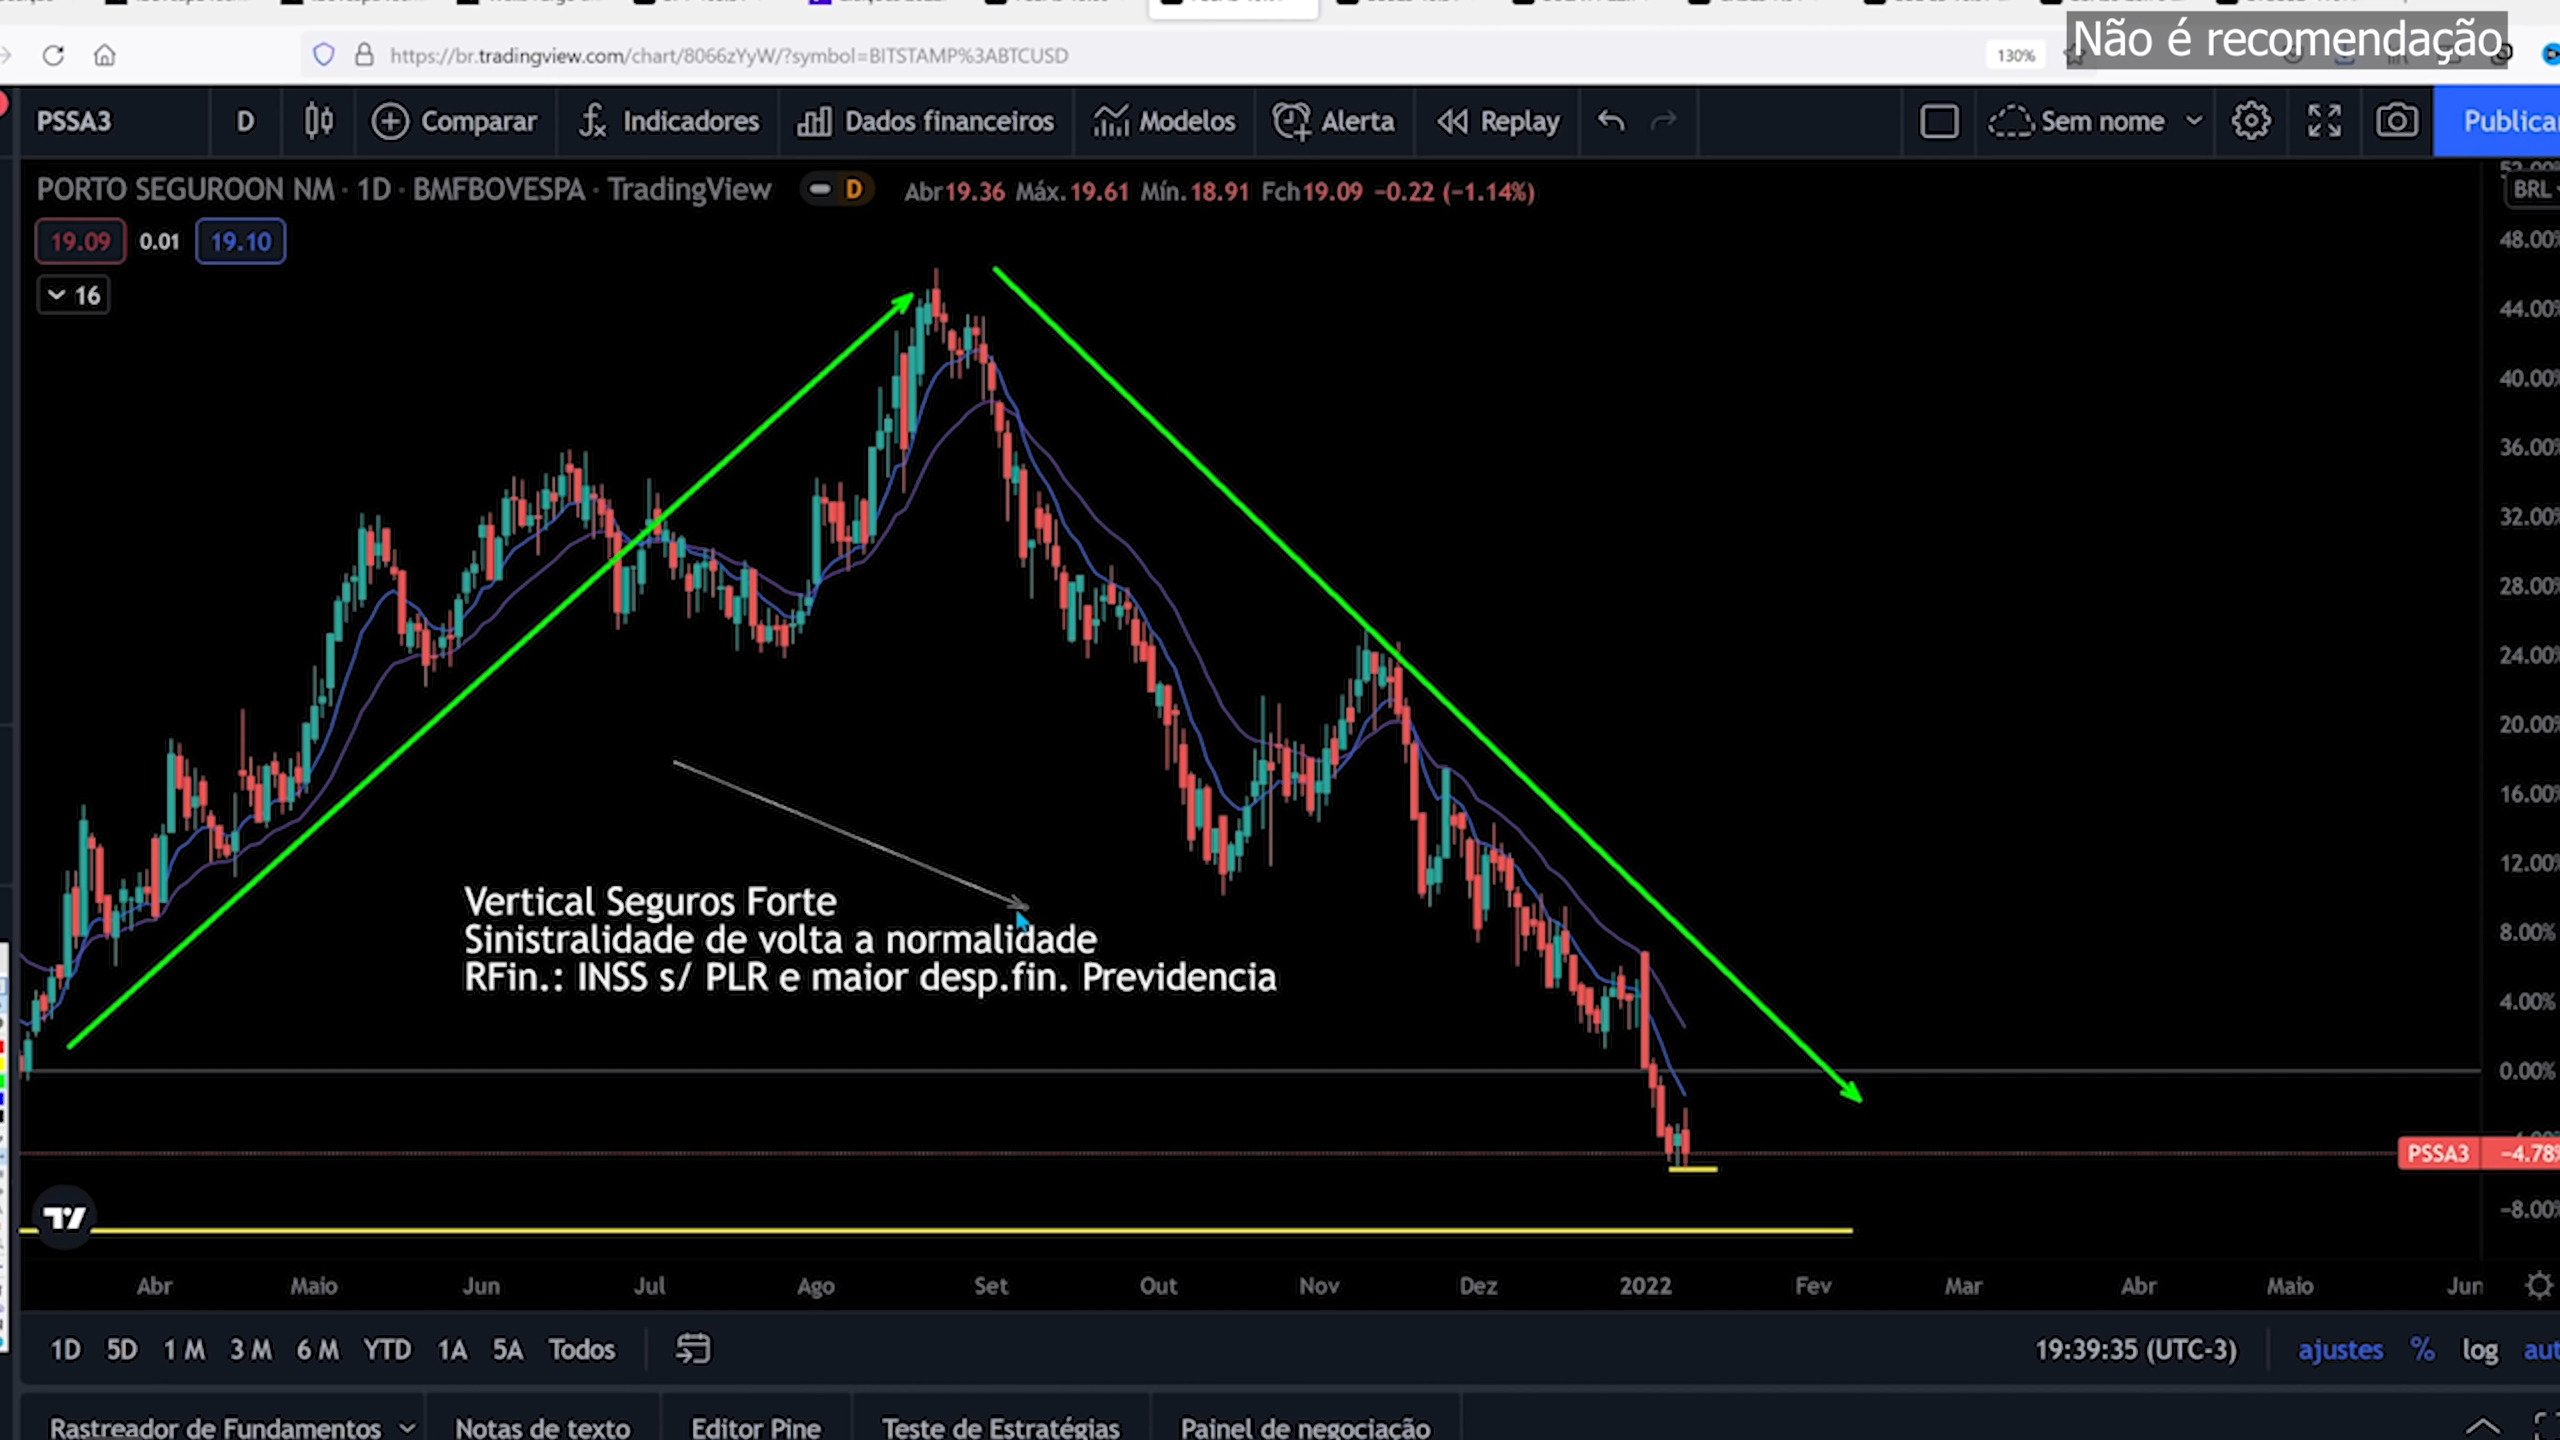 Não é recomendação
https://br.tradingview.com/chart/8066zYyW/?symbol=BITSTAMP%3ABTCUSD
130%
PSSA3
D
Comparar
Indicadores
Dados financeiros
Modelos
Alerta
Replay
Sem nome
PORTO SEGUROON NM · 1D · BMFBOVESPA · TradingView
D
Abr19.36 Máx.19.61 Mín.18.91 Fch19.09 −0.22 (−1.14%)
BRL
19.09 0.01 19.10
16
48.00%
44.00%
40.00%
36.00%
32.00%
28.00%
24.00%
20.00%
16.00%
12.00%
8.00%
4.00%
0.00%
PSSA3 −4.78%
−8.00%
Vertical Seguros Forte
Sinistralidade de volta a normalidade
RFin.: INSS s/ PLR e maior desp.fin. Previdencia
Abr Maio Jun Jul Ago Set Out Nov Dez 2022 Fev Mar Abr Maio Jun
1D 5D 1 M 3 M 6 M YTD 1A 5A Todos
19:39:35 (UTC-3) ajustes % log
Rastreador de Fundamentos Notas de texto Editor Pine Teste de Estratégias Painel de negociação